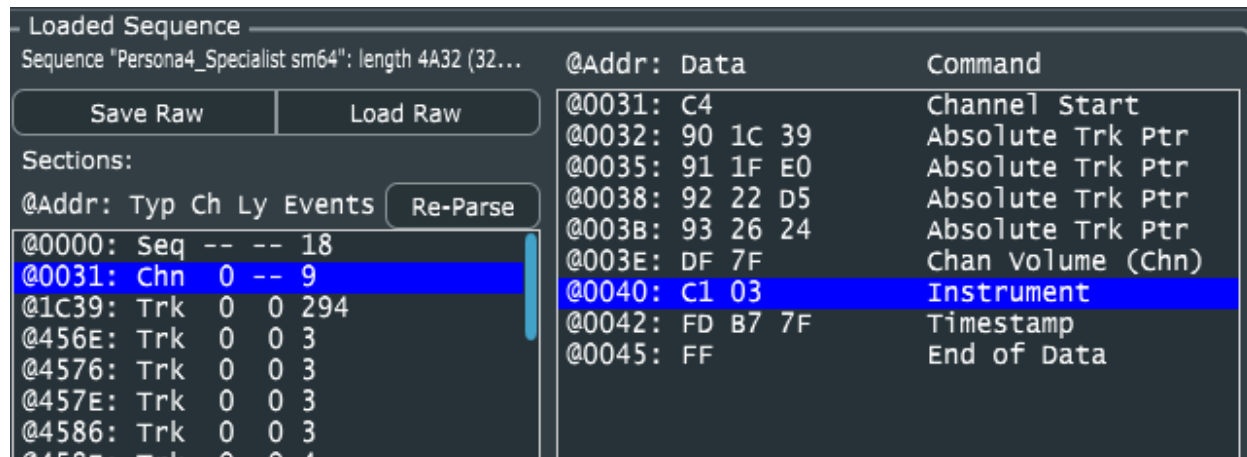 Loaded Sequence
Sequence "Persona4_Specialist sm64": length 4A32 (32...
Save Raw Load Raw
Sections:
@Addr: Typ Ch Ly Events Re-Parse
@0000: Seq -- -- 18
@0031: Chn 0 -- 9
@1C39: Trk 0 0 294
@456E: Trk 0 0 3
@4576: Trk 0 0 3
@457E: Trk 0 0 3
@4586: Trk 0 0 3
@Addr: Data Command
@0031: C4 Channel Start
@0032: 90 1C 39 Absolute Trk Ptr
@0035: 91 1F E0 Absolute Trk Ptr
@0038: 92 22 D5 Absolute Trk Ptr
@003B: 93 26 24 Absolute Trk Ptr
@003E: DF 7F Chan Volume (Chn)
@0040: C1 03 Instrument
@0042: FD B7 7F Timestamp
@0045: FF End of Data